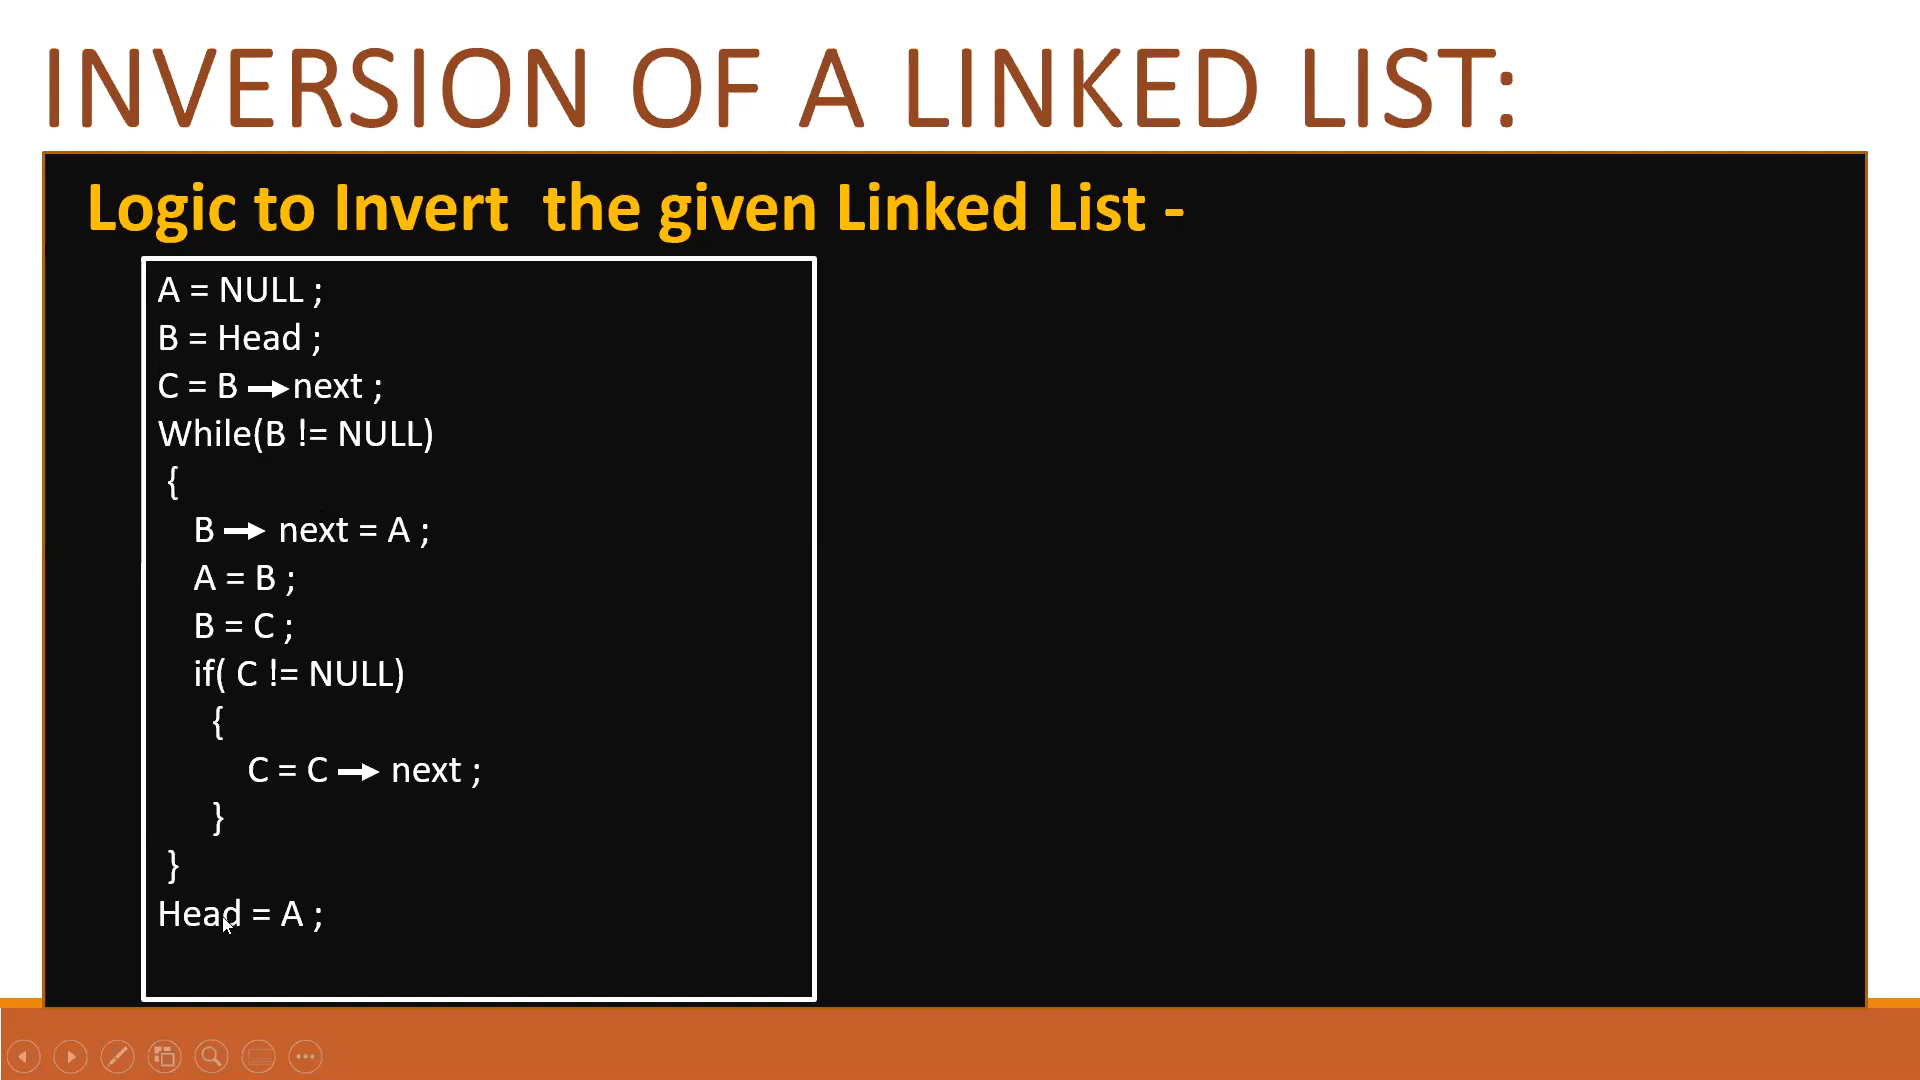 INVERSION OF A LINKED LIST:
Logic to Invert the given Linked List -
A = NULL ;
B = Head ;
C = B → next ;
While(B != NULL)
{
B → next = A ;
A = B ;
B = C ;
if( C != NULL)
{
C = C → next ;
}
}
Head = A ;